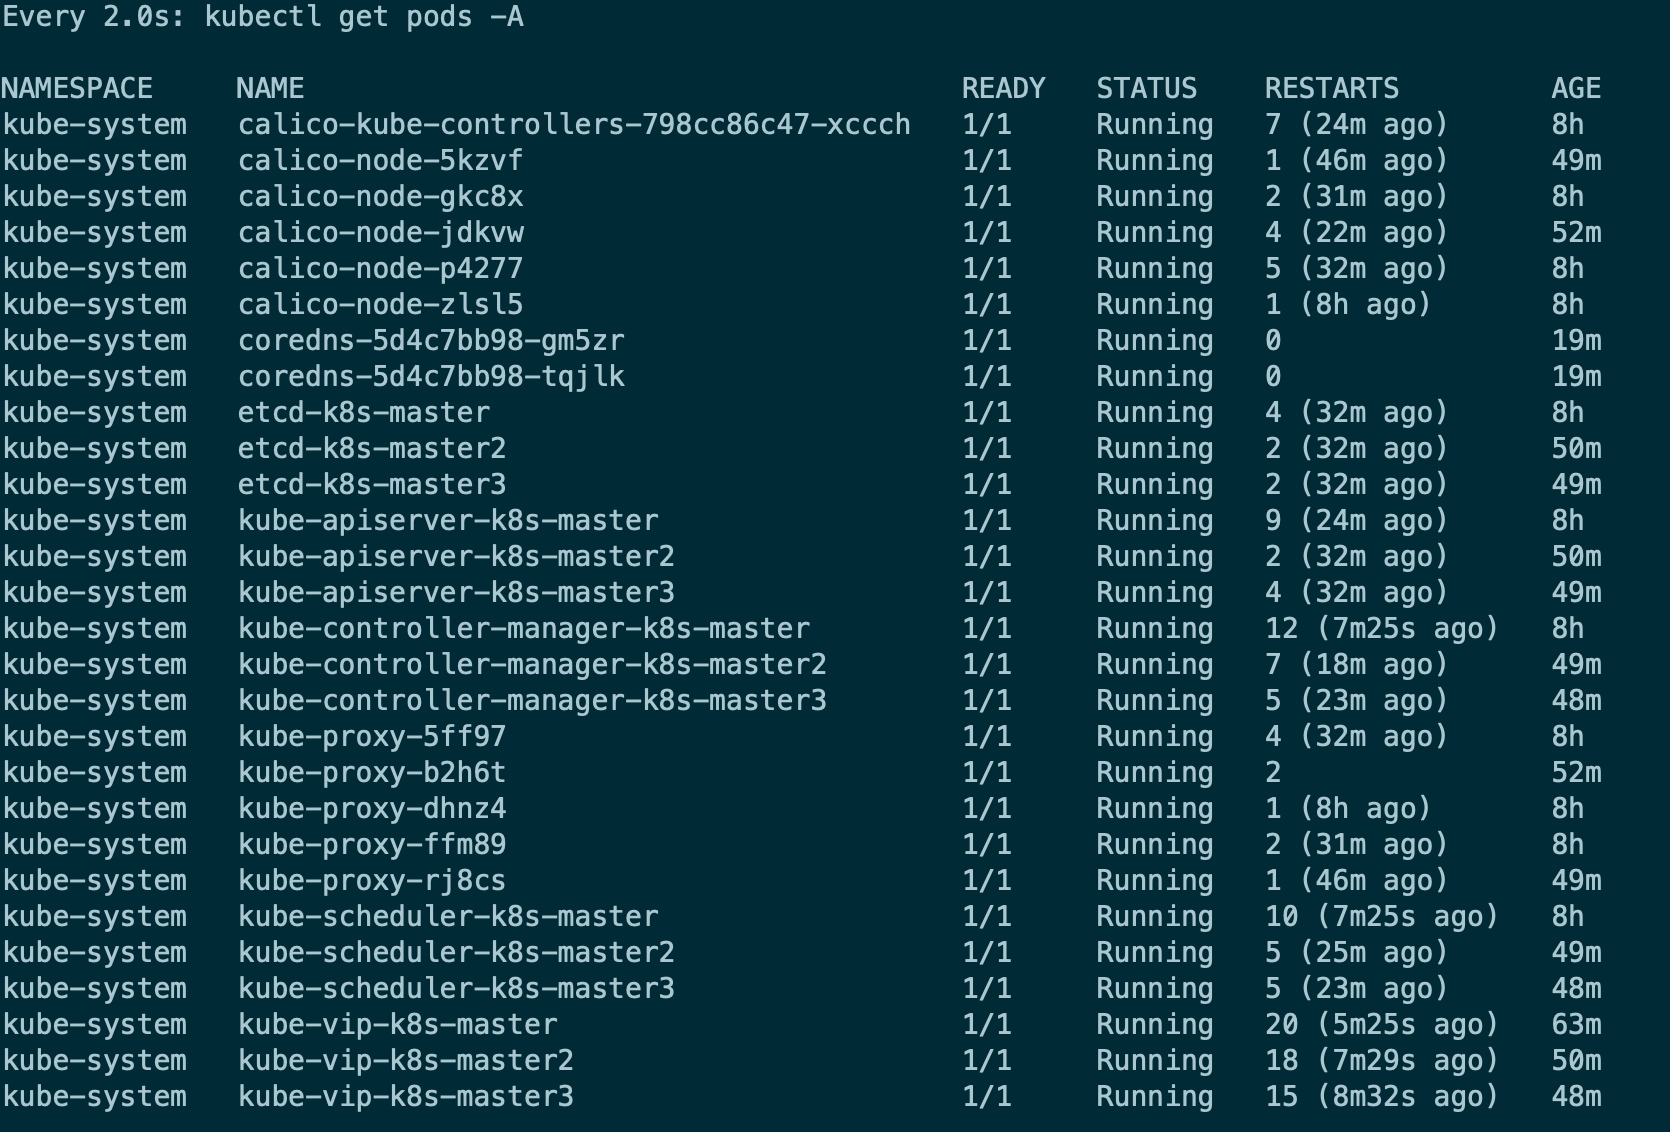 Every 2.0s: kubectl get pods -A
NAMESPACE     NAME                                       READY   STATUS    RESTARTS         AGE
kube-system   calico-kube-controllers-798cc86c47-xccch   1/1     Running   7 (24m ago)      8h
kube-system   calico-node-5kzvf                          1/1     Running   1 (46m ago)      49m
kube-system   calico-node-gkc8x                          1/1     Running   2 (31m ago)      8h
kube-system   calico-node-jdkvw                          1/1     Running   4 (22m ago)      52m
kube-system   calico-node-p4277                          1/1     Running   5 (32m ago)      8h
kube-system   calico-node-zlsl5                          1/1     Running   1 (8h ago)       8h
kube-system   coredns-5d4c7bb98-gm5zr                    1/1     Running   0                19m
kube-system   coredns-5d4c7bb98-tqjlk                    1/1     Running   0                19m
kube-system   etcd-k8s-master                            1/1     Running   4 (32m ago)      8h
kube-system   etcd-k8s-master2                           1/1     Running   2 (32m ago)      50m
kube-system   etcd-k8s-master3                           1/1     Running   2 (32m ago)      49m
kube-system   kube-apiserver-k8s-master                  1/1     Running   9 (24m ago)      8h
kube-system   kube-apiserver-k8s-master2                 1/1     Running   2 (32m ago)      50m
kube-system   kube-apiserver-k8s-master3                 1/1     Running   4 (32m ago)      49m
kube-system   kube-controller-manager-k8s-master         1/1     Running   12 (7m25s ago)   8h
kube-system   kube-controller-manager-k8s-master2        1/1     Running   7 (18m ago)      49m
kube-system   kube-controller-manager-k8s-master3        1/1     Running   5 (23m ago)      48m
kube-system   kube-proxy-5ff97                           1/1     Running   4 (32m ago)      8h
kube-system   kube-proxy-b2h6t                           1/1     Running   2                52m
kube-system   kube-proxy-dhnz4                           1/1     Running   1 (8h ago)       8h
kube-system   kube-proxy-ffm89                           1/1     Running   2 (31m ago)      8h
kube-system   kube-proxy-rj8cs                           1/1     Running   1 (46m ago)      49m
kube-system   kube-scheduler-k8s-master                  1/1     Running   10 (7m25s ago)   8h
kube-system   kube-scheduler-k8s-master2                 1/1     Running   5 (25m ago)      49m
kube-system   kube-scheduler-k8s-master3                 1/1     Running   5 (23m ago)      48m
kube-system   kube-vip-k8s-master                        1/1     Running   20 (5m25s ago)   63m
kube-system   kube-vip-k8s-master2                       1/1     Running   18 (7m29s ago)   50m
kube-system   kube-vip-k8s-master3                       1/1     Running   15 (8m32s ago)   48m